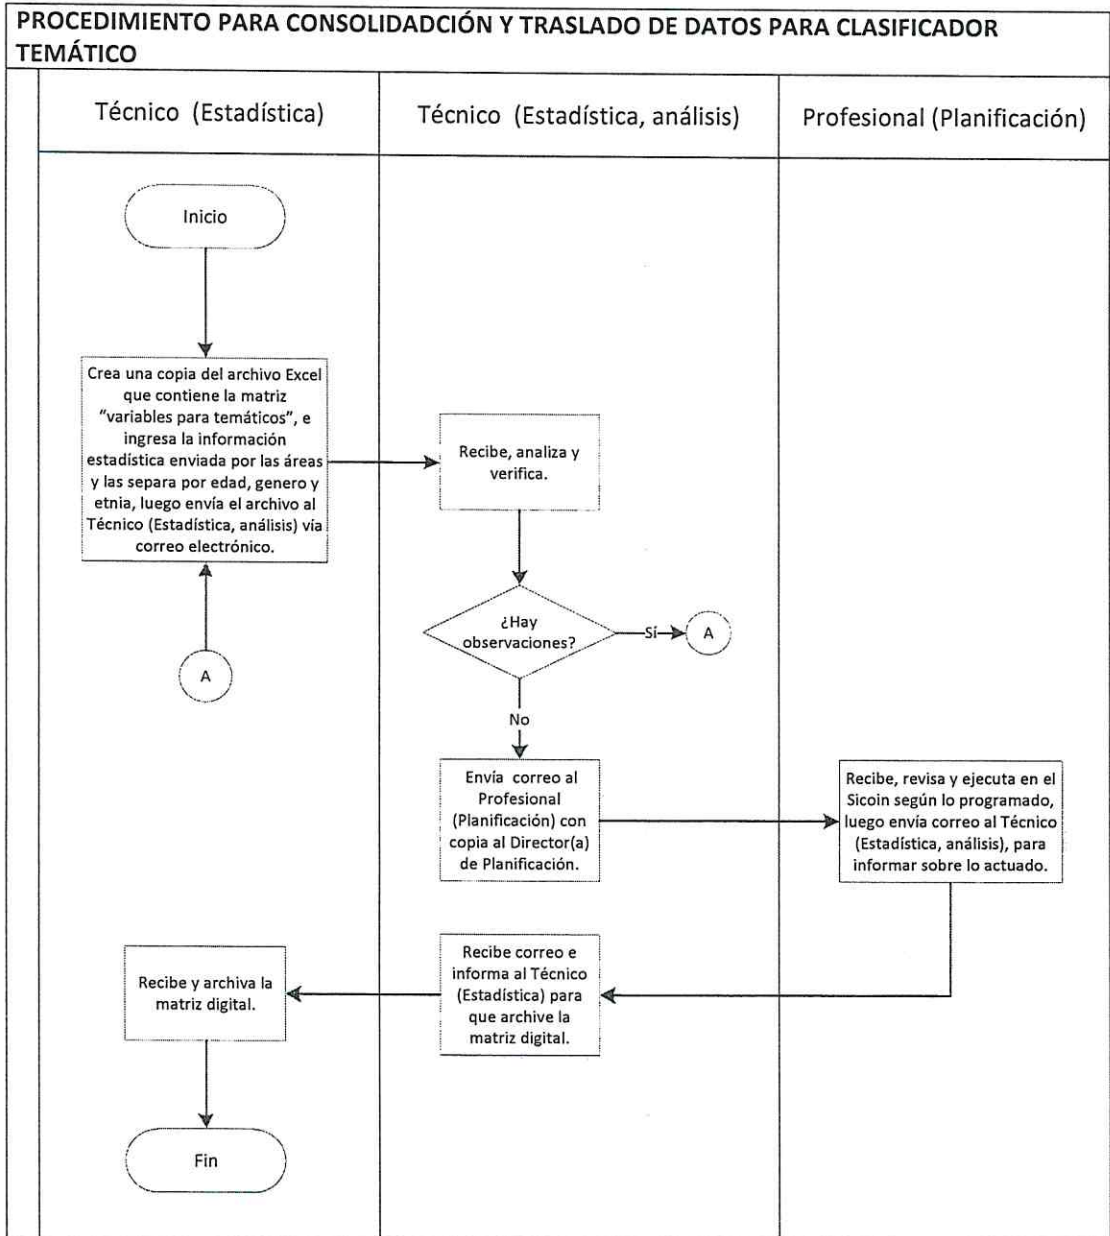 PROCEDIMIENTO PARA CONSOLIDADCIÓN Y TRASLADO DE DATOS PARA CLASIFICADOR
TEMÁTICO
Técnico (Estadística)
Técnico (Estadística, análisis)
Profesional (Planificación)
Inicio
Crea una copia del archivo Excel
que contiene la matriz
“variables para temáticos”, e
ingresa la información
estadística enviada por las áreas
y las separa por edad, genero y
etnia, luego envía el archivo al
Técnico (Estadística, análisis) vía
correo electrónico.
Recibe, analiza y
verifica.
¿Hay
observaciones?
Sí
A
A
No
Envía correo al
Profesional
(Planificación) con
copia al Director(a)
de Planificación.
Recibe, revisa y ejecuta en el
Sicoin según lo programado,
luego envía correo al Técnico
(Estadística, análisis), para
informar sobre lo actuado.
Recibe correo e
informa al Técnico
(Estadística) para
que archive la
matriz digital.
Recibe y archiva la
matriz digital.
Fin